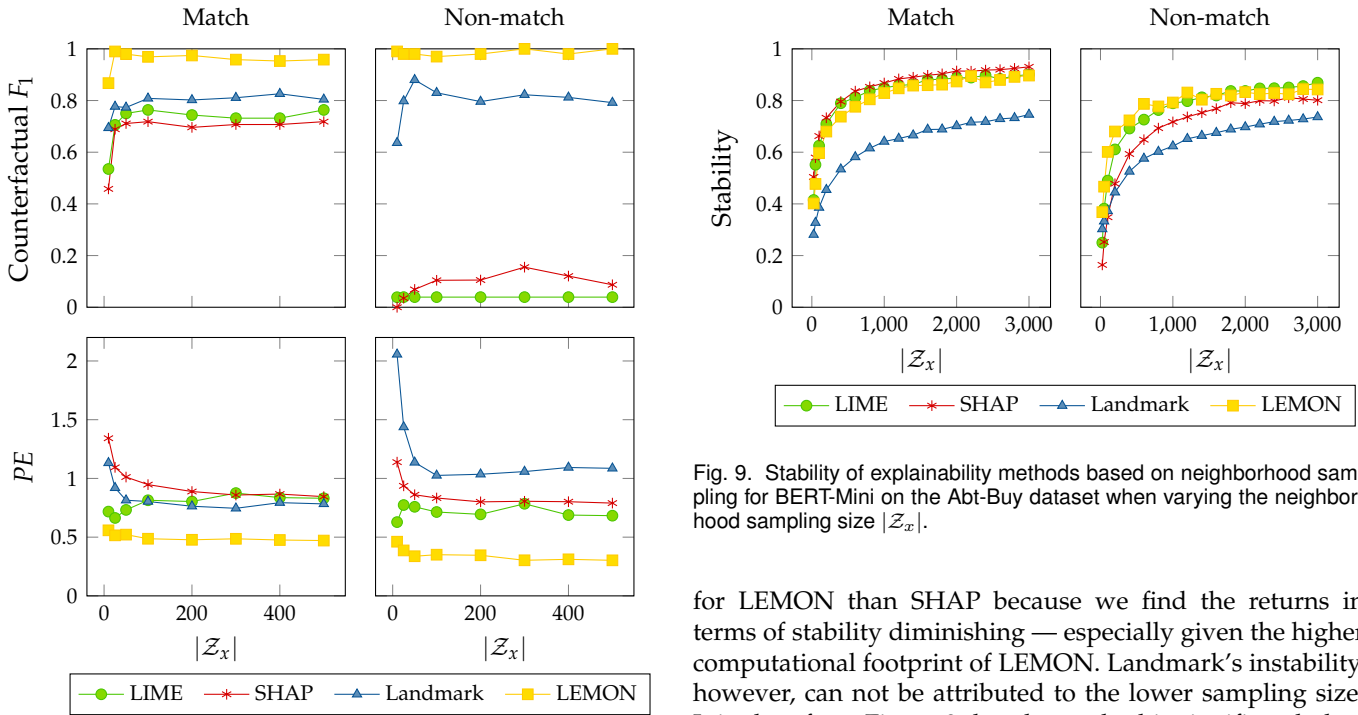 Match
Non-match
Counterfactual F₁
1
0.8
0.6
0.4
0.2
0
PE
2
1.5
1
0.5
0
0 200 400
0 200 400
|𝒵ₓ|
|𝒵ₓ|
LIME SHAP Landmark LEMON
Match
Non-match
Stability
1
0.8
0.6
0.4
0.2
0
0 1,000 2,000 3,000
0 1,000 2,000 3,000
|𝒵ₓ|
|𝒵ₓ|
LIME SHAP Landmark LEMON
Fig. 9. Stability of explainability methods based on neighborhood sam-
pling for BERT-Mini on the Abt-Buy dataset when varying the neighbor-
hood sampling size |𝒵ₓ|.
for LEMON than SHAP because we find the returns in
terms of stability diminishing — especially given the higher
computational footprint of LEMON. Landmark's instability,
however, can not be attributed to the lower sampling size.